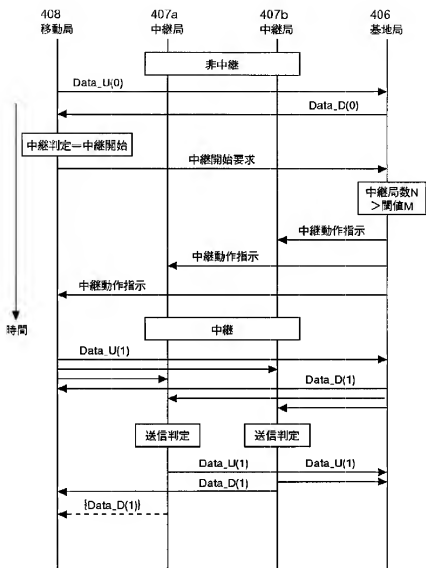 408
移動局
407a
中継局
407b
中継局
406
基地局
非中継
Data_U(0)
Data_D(0)
中継判定=中継開始
中継開始要求
中継局数N
>閾値M
中継動作指示
中継動作指示
中継動作指示
時間
中継
Data_U(1)
Data_D(1)
送信判定
送信判定
Data_U(1)
Data_U(1)
Data_D(1)
{Data_D(1)}